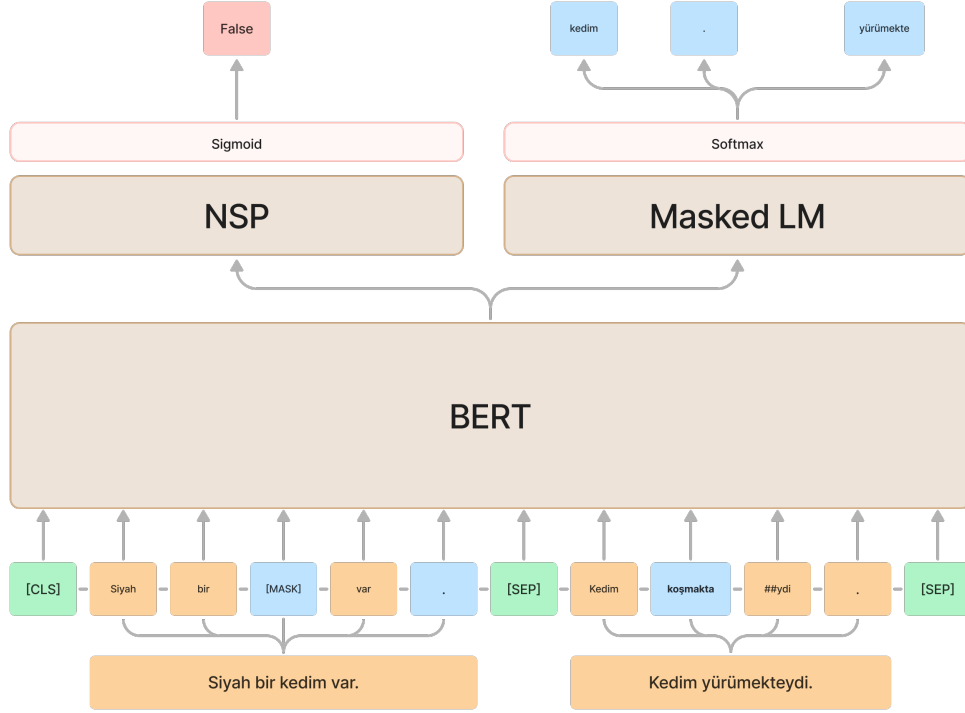 False
kedim
.
yürümekte
Sigmoid
Softmax
NSP
Masked LM
BERT
[CLS]
Siyah
bir
[MASK]
var
.
[SEP]
Kedim
koşmakta
##ydi
.
[SEP]
Siyah bir kedim var.
Kedim yürümekteydi.